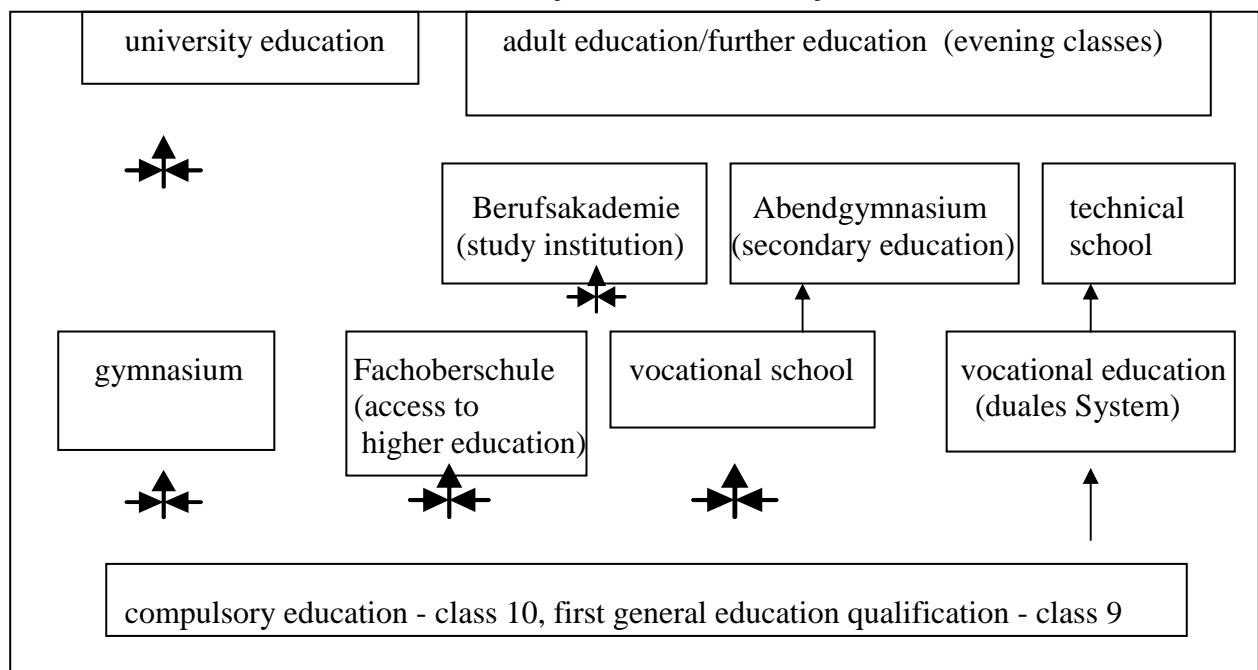 university education
adult education/further education (evening classes)
Berufsakademie
(study institution)
Abendgymnasium
(secondary education)
technical
school
gymnasium
Fachoberschule
(access to
higher education)
vocational school
vocational education
(duales System)
compulsory education - class 10, first general education qualification - class 9